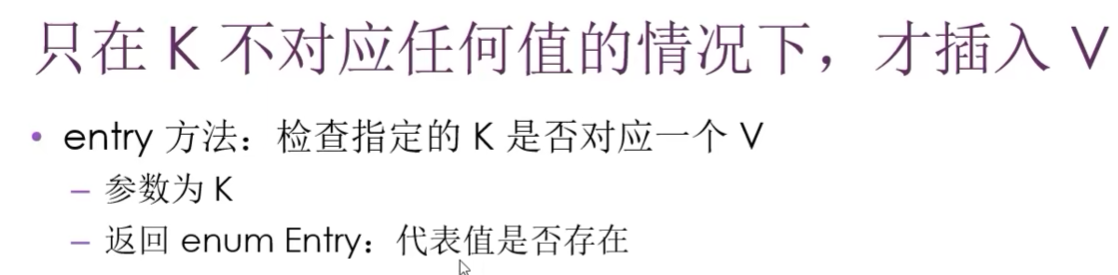 只在 K 不对应任何值的情况下，才插入 V
• entry 方法：检查指定的 K 是否对应一个 V
– 参数为 K
– 返回 enum Entry：代表值是否存在